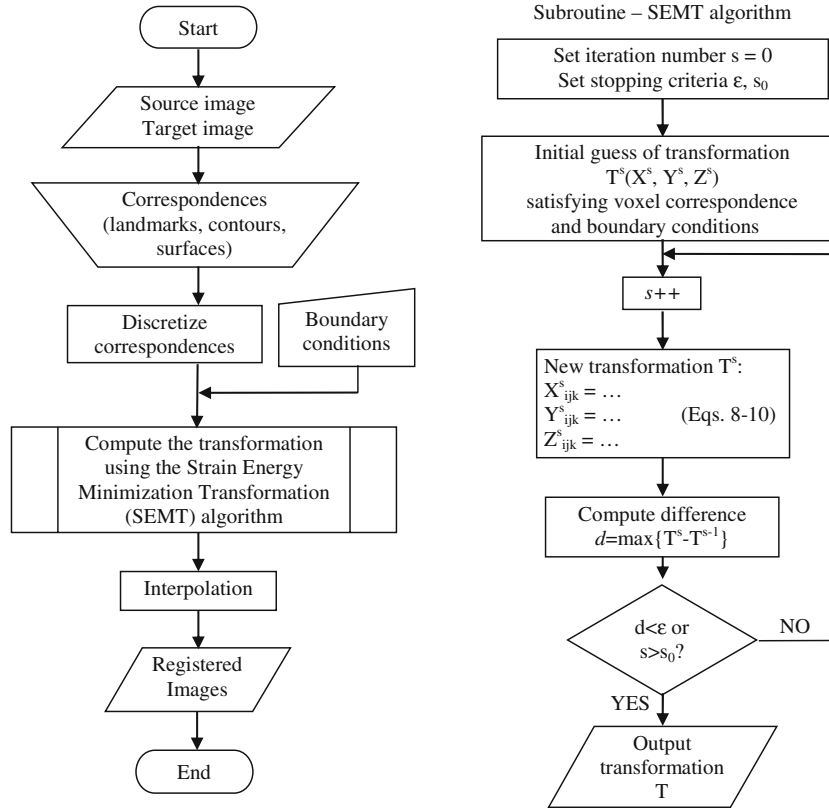 Start
Source image
Target image
Correspondences
(landmarks, contours,
surfaces)
Discretize
correspondences
Boundary
conditions
Compute the transformation
using the Strain Energy
Minimization Transformation
(SEMT) algorithm
Interpolation
Registered
Images
End
Subroutine – SEMT algorithm
Set iteration number s = 0
Set stopping criteria ε, s₀
Initial guess of transformation
Tˢ(Xˢ, Yˢ, Zˢ)
satisfying voxel correspondence
and boundary conditions
s++
New transformation Tˢ:
Xˢᵢⱼₖ = …
Yˢᵢⱼₖ = … (Eqs. 8-10)
Zˢᵢⱼₖ = …
Compute difference
d=max{Tˢ-Tˢ⁻¹}
d<ε or
s>s₀?
NO
YES
Output
transformation
T